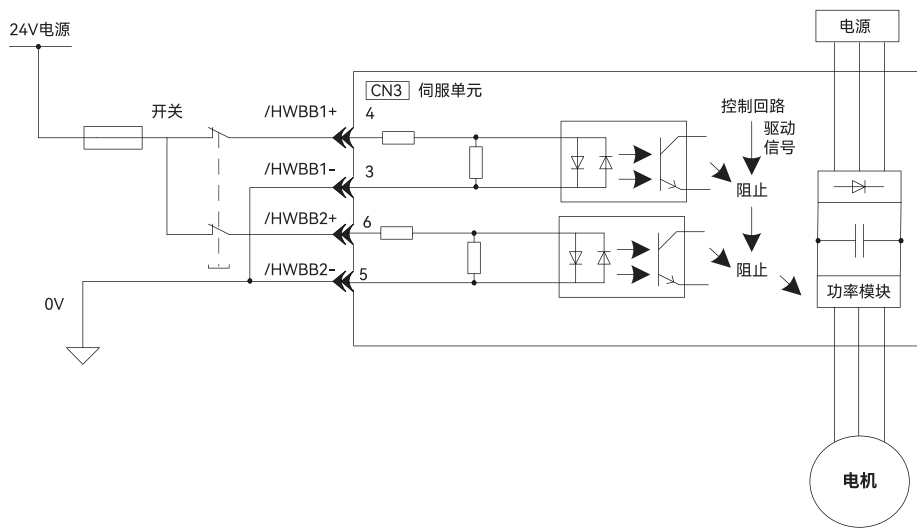 电源
24V电源
CN3 伺服单元
开关
/HWBB1+
4
控制回路
驱动
信号
/HWBB1-
3
阻止
/HWBB2+
6
/HWBB2-
5
阻止
0V
功率模块
电机